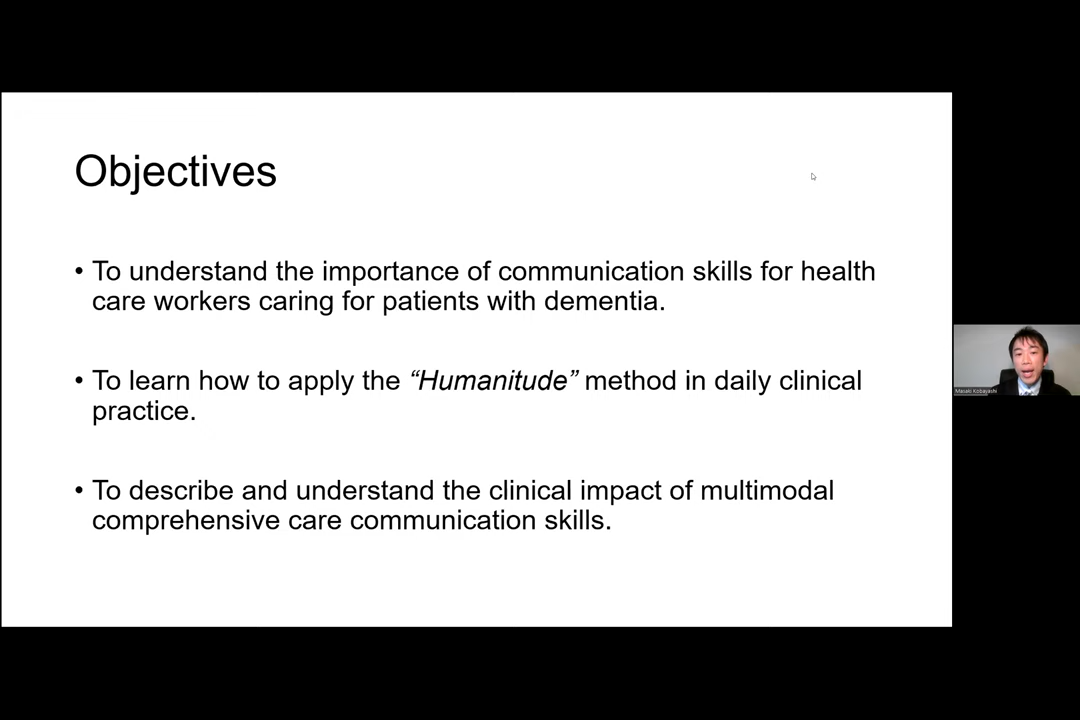 Objectives
• To understand the importance of communication skills for health
care workers caring for patients with dementia.
• To learn how to apply the “Humanitude” method in daily clinical
practice.
• To describe and understand the clinical impact of multimodal
comprehensive care communication skills.
Masaki Kobayashi